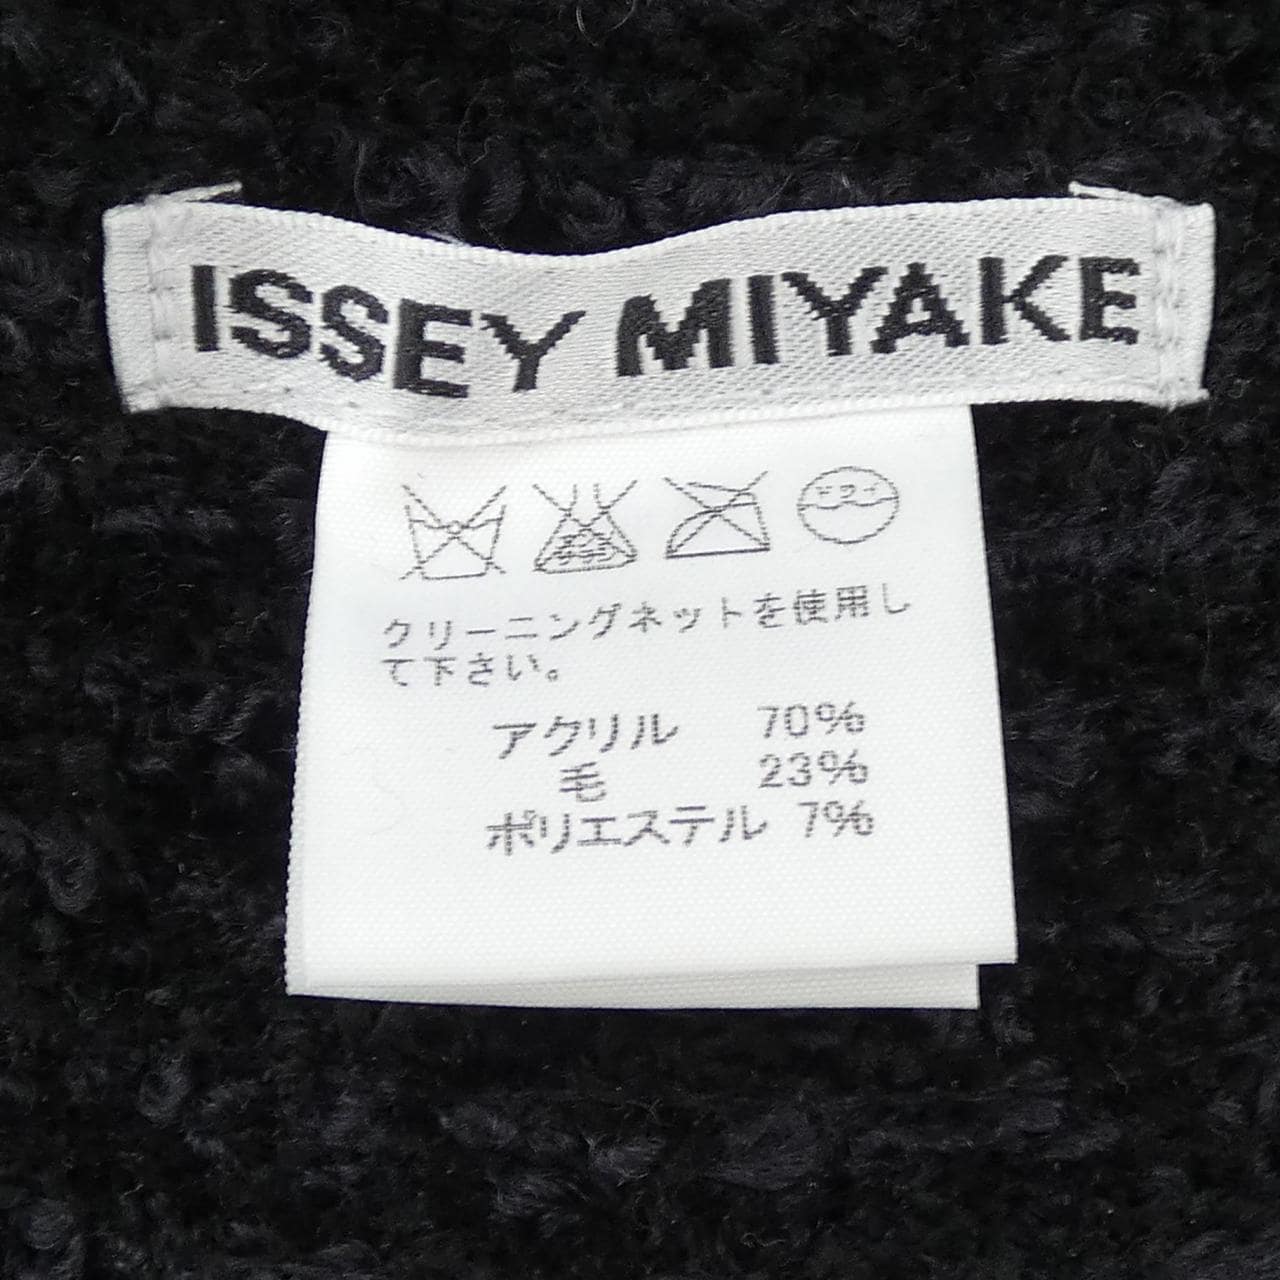 ISSEY MIYAKE
クリーニングネットを使用し
て下さい。
アクリル 70%
毛 23%
ポリエステル 7%